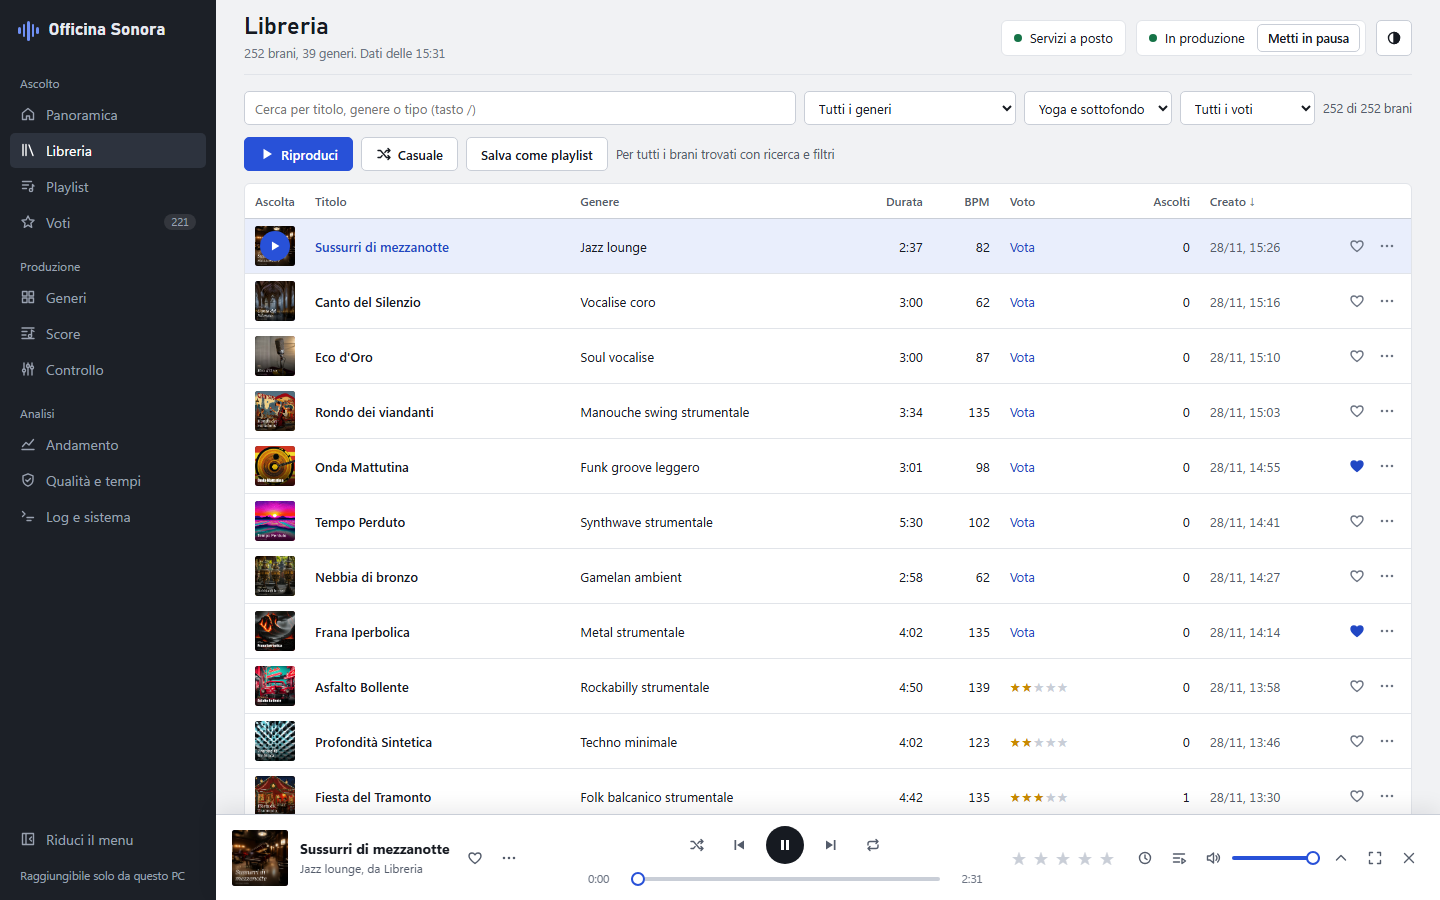 Officina Sonora
Ascolto
Panoramica
Libreria
Playlist
Voti 221
Produzione
Generi
Score
Controllo
Analisi
Andamento
Qualità e tempi
Log e sistema
Riduci il menu
Raggiungibile solo da questo PC
Libreria
252 brani, 39 generi. Dati delle 15:31
Servizi a posto
In produzione Metti in pausa
Cerca per titolo, genere o tipo (tasto /) Tutti i generi Yoga e sottofondo Tutti i voti 252 di 252 brani
Riproduci Casuale Salva come playlist Per tutti i brani trovati con ricerca e filtri
Ascolta Titolo Genere Durata BPM Voto Ascolti Creato ↓
Sussurri di mezzanotte Jazz lounge 2:37 82 Vota 0 28/11, 15:26
Canto del Silenzio Vocalise coro 3:00 62 Vota 0 28/11, 15:16
Eco d'Oro Soul vocalise 3:00 87 Vota 0 28/11, 15:10
Rondo dei viandanti Manouche swing strumentale 3:34 135 Vota 0 28/11, 15:03
Onda Mattutina Funk groove leggero 3:01 98 Vota 0 28/11, 14:55
Tempo Perduto Synthwave strumentale 5:30 102 Vota 0 28/11, 14:41
Nebbia di bronzo Gamelan ambient 2:58 62 Vota 0 28/11, 14:27
Frana Iperbolica Metal strumentale 4:02 135 Vota 0 28/11, 14:14
Asfalto Bollente Rockabilly strumentale 4:50 139 ★★★★★ 0 28/11, 13:58
Profondità Sintetica Techno minimale 4:02 123 ★★★★★ 0 28/11, 13:46
Fiesta del Tramonto Folk balcanico strumentale 4:42 135 ★★★★★ 1 28/11, 13:30
Sussurri di mezzanotte
Jazz lounge, da Libreria
0:00 2:31